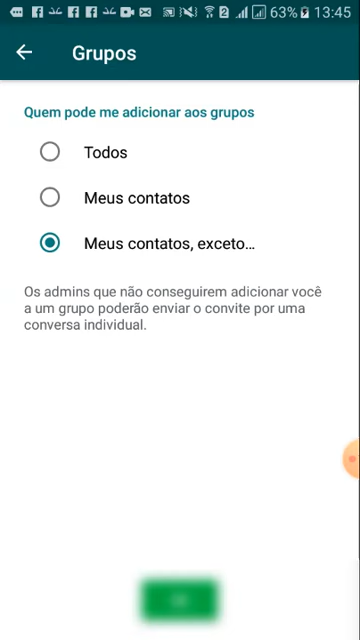 2 63% 13:45
Grupos
Quem pode me adicionar aos grupos
Todos
Meus contatos
Meus contatos, exceto...
Os admins que não conseguirem adicionar você
a um grupo poderão enviar o convite por uma
conversa individual.